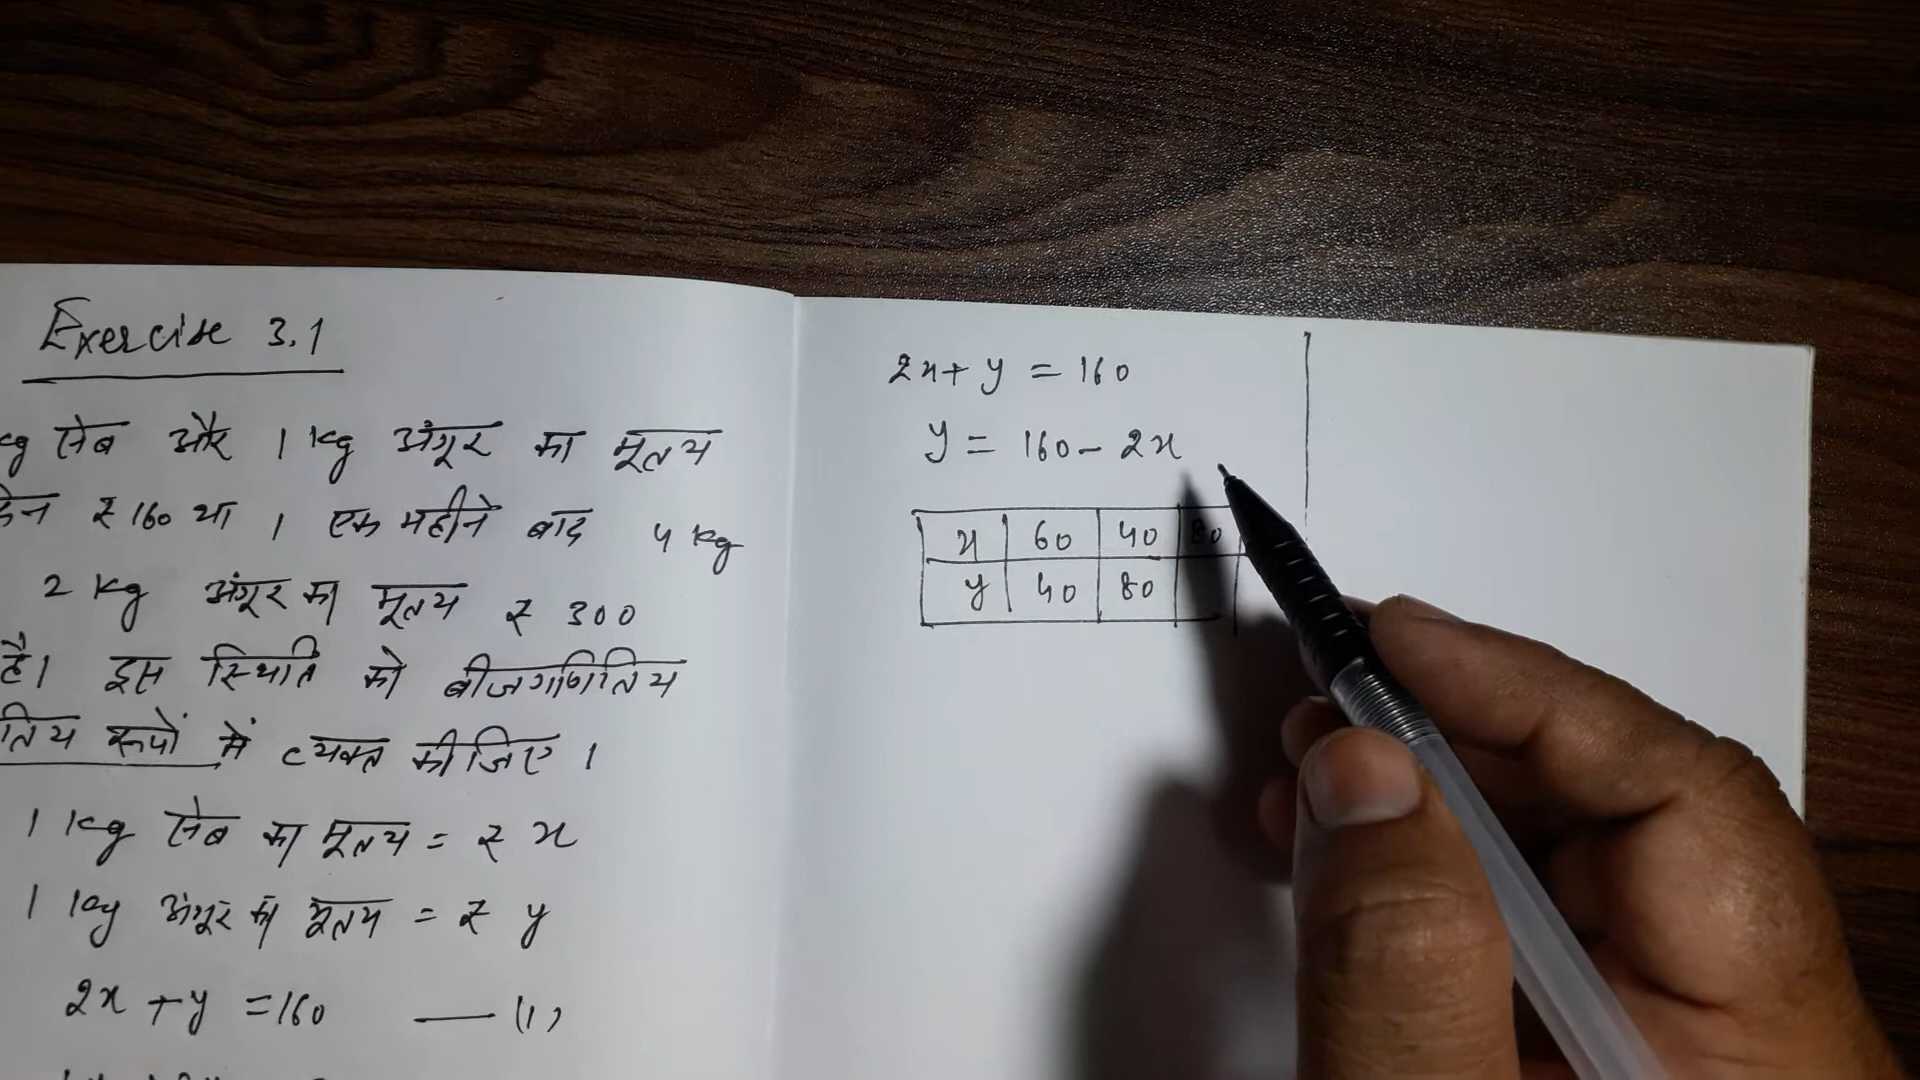 Exercise 3.1
kg सेब और 1 kg अंगूर का मूल्य
₹ 160 था । एक महीने बाद 4 kg
2 kg अंगूर का मूल्य ₹ 300
है। इस स्थिति को बीजगणितिय
रूपों में व्यक्त कीजिए ।
1 kg सेब का मूल्य = ₹ x
1 kg अंगूर का मूल्य = ₹ y
2x + y = 160 — (1)
2x + y = 160
y = 160 - 2x
x 60 40 80
y 40 80